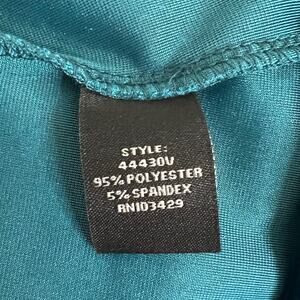 STYLE:
44430V
95% POLYESTER
5% SPANDEX
RN103429